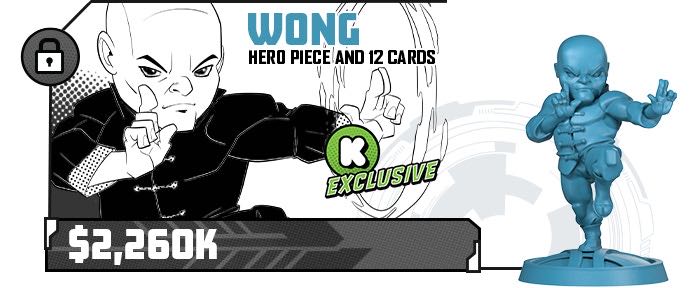 WONG
HERO PIECE AND 12 CARDS
K
EXCLUSIVE
$2,260K